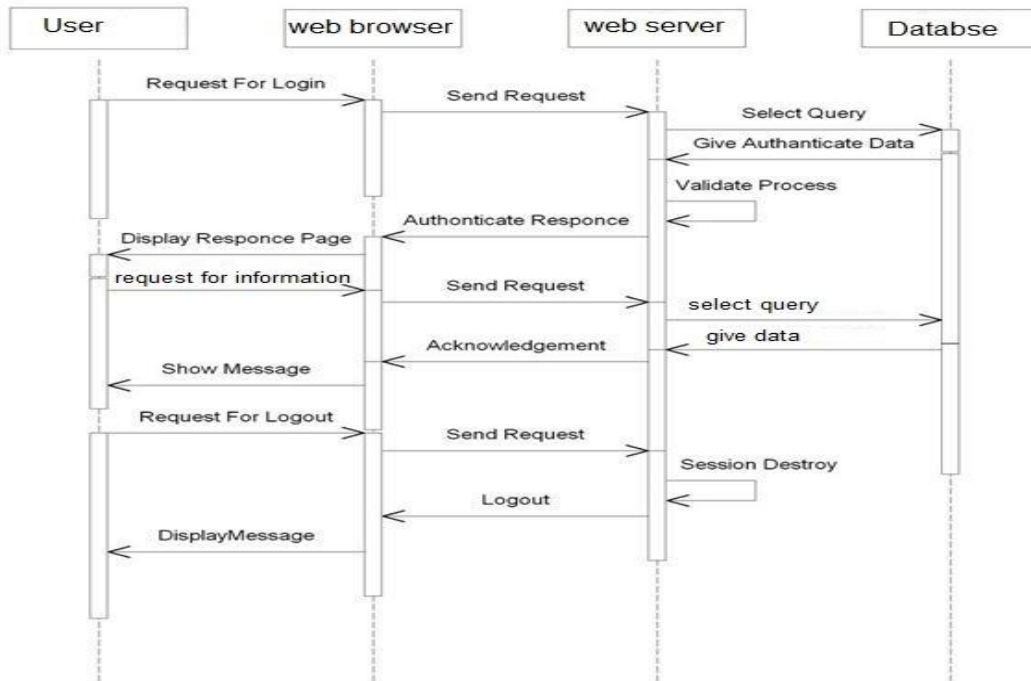 User
web browser
web server
Databse
Request For Login
Send Request
Select Query
Give Authanticate Data
Validate Process
Authonticate Responce
Display Responce Page
request for information
Send Request
select query
give data
Acknowledgement
Show Message
Request For Logout
Send Request
Session Destroy
Logout
DisplayMessage